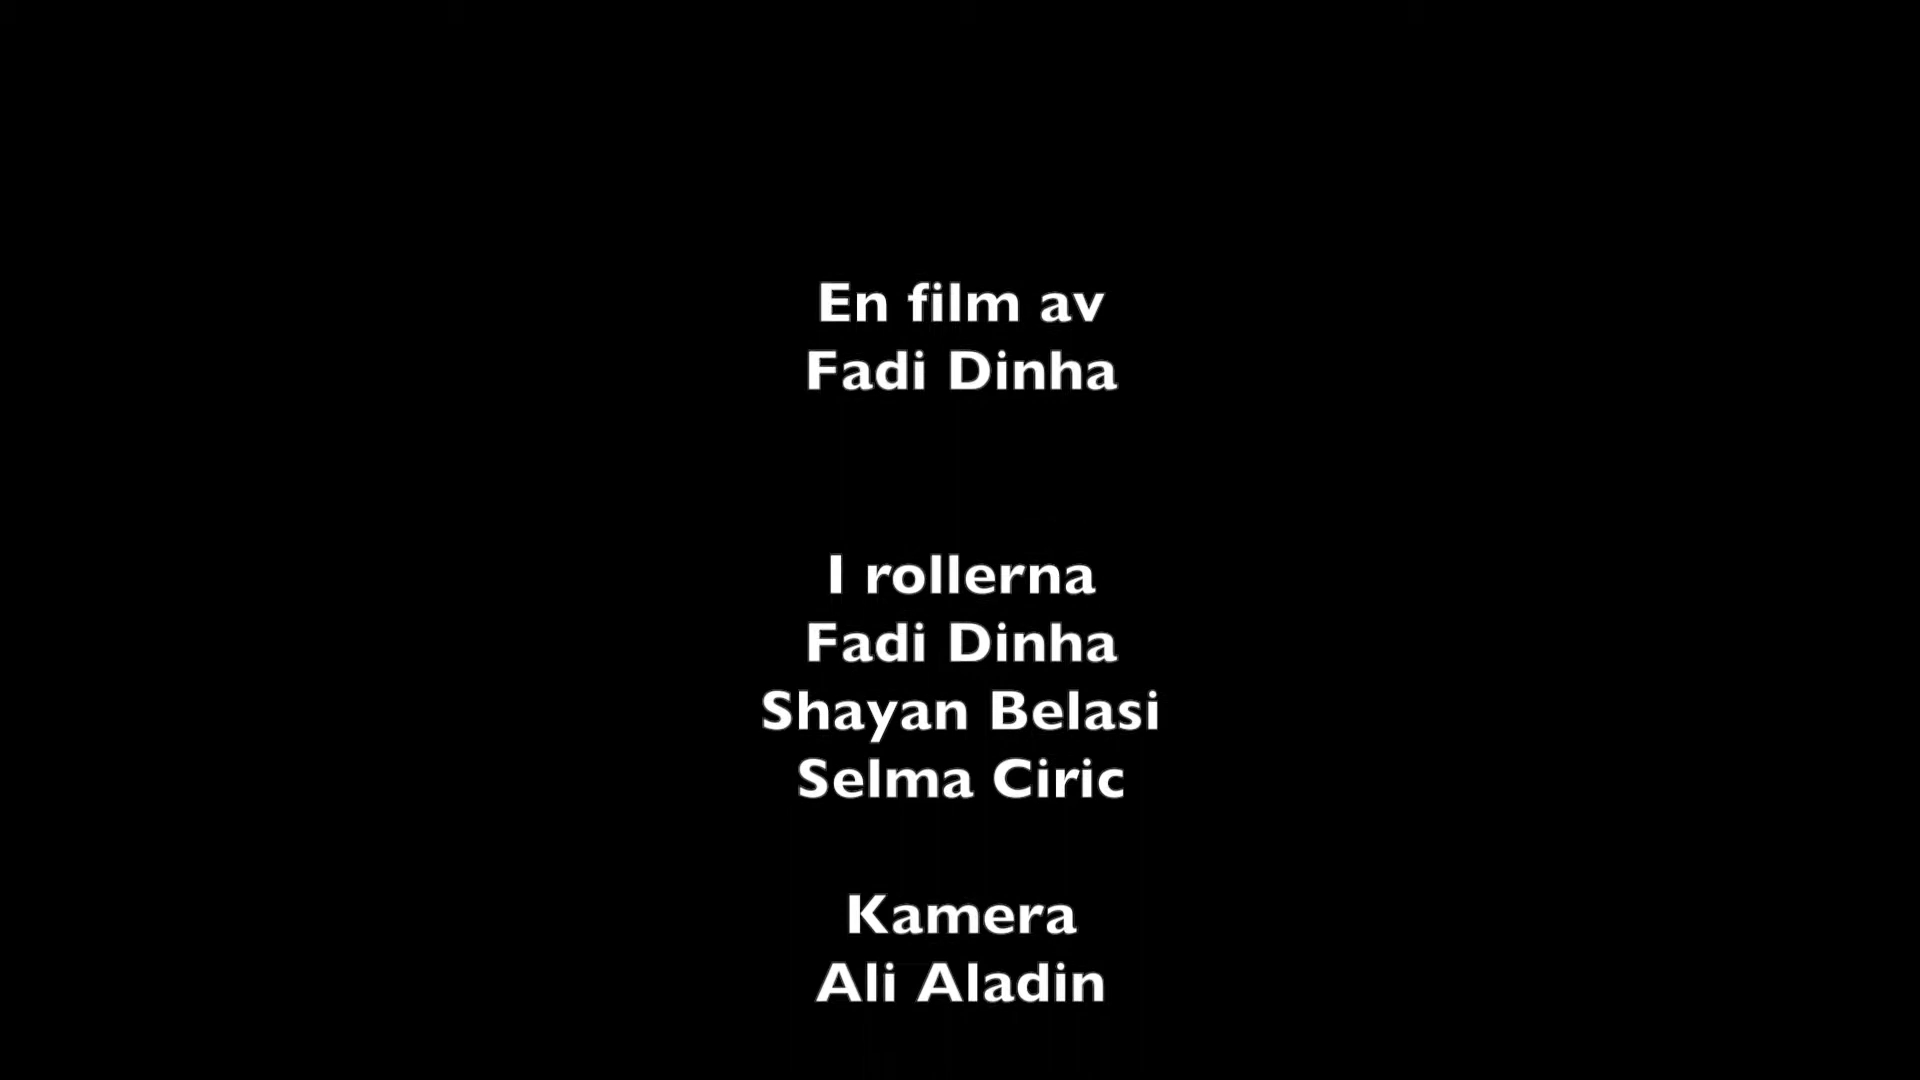 En film av
Fadi Dinha
I rollerna
Fadi Dinha
Shayan Belasi
Selma Ciric
Kamera
Ali Aladin